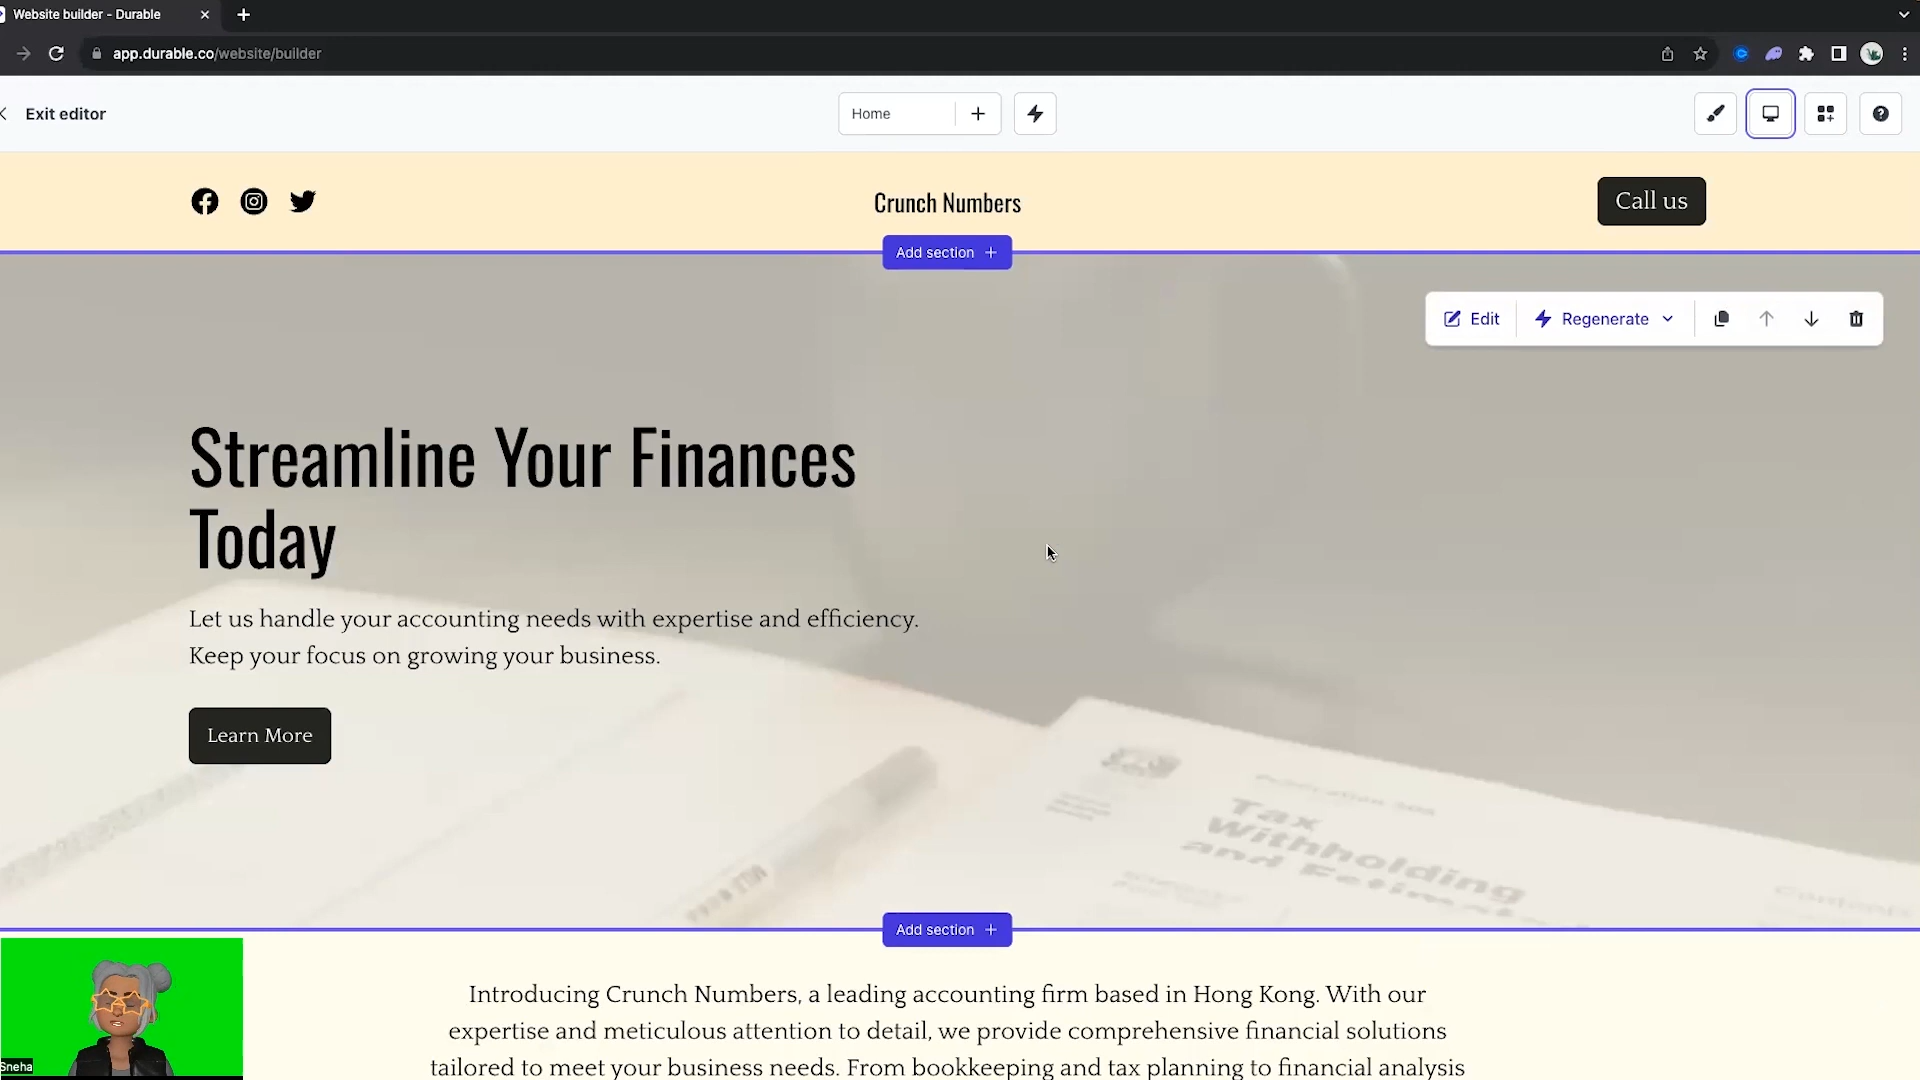 Website builder - Durable
app.durable.co/website/builder
Exit editor
Home
Crunch Numbers
Call us
Add section
Edit
Regenerate
Streamline Your Finances
Today
Let us handle your accounting needs with expertise and efficiency.
Keep your focus on growing your business.
Learn More
Tax
Withholding
and
Add section
Introducing Crunch Numbers, a leading accounting firm based in Hong Kong. With our
expertise and meticulous attention to detail, we provide comprehensive financial solutions
tailored to meet your business needs. From bookkeeping and tax planning to financial analysis
Sneha